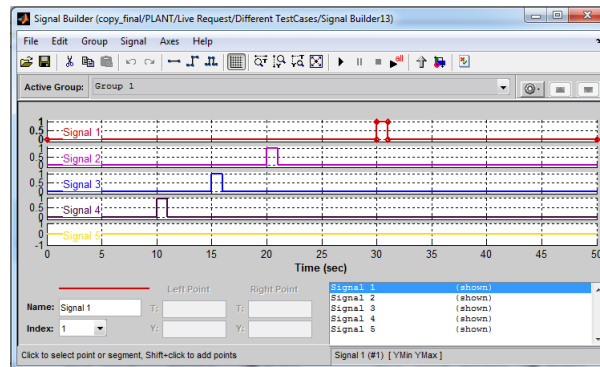 Signal Builder (copy_final/PLANT/Live Request/Different TestCases/Signal Builder13)
File Edit Group Signal Axes Help
all
Active Group: Group 1
1
0.5
0
Signal 1
1
0.5
0
Signal 2
1
0.5
0
Signal 3
1
0.5
0
Signal 4
1
0
-1
Signal 5
0 5 10 15 20 25 30 35 40 45 50
Time (sec)
Left Point Right Point
Name: Signal 1 T: T:
Index: 1 Y: Y:
Signal 1 (shown)
Signal 2 (shown)
Signal 3 (shown)
Signal 4 (shown)
Signal 5 (shown)
Click to select point or segment, Shift+click to add points
Signal 1 (#1) [ YMin YMax ]